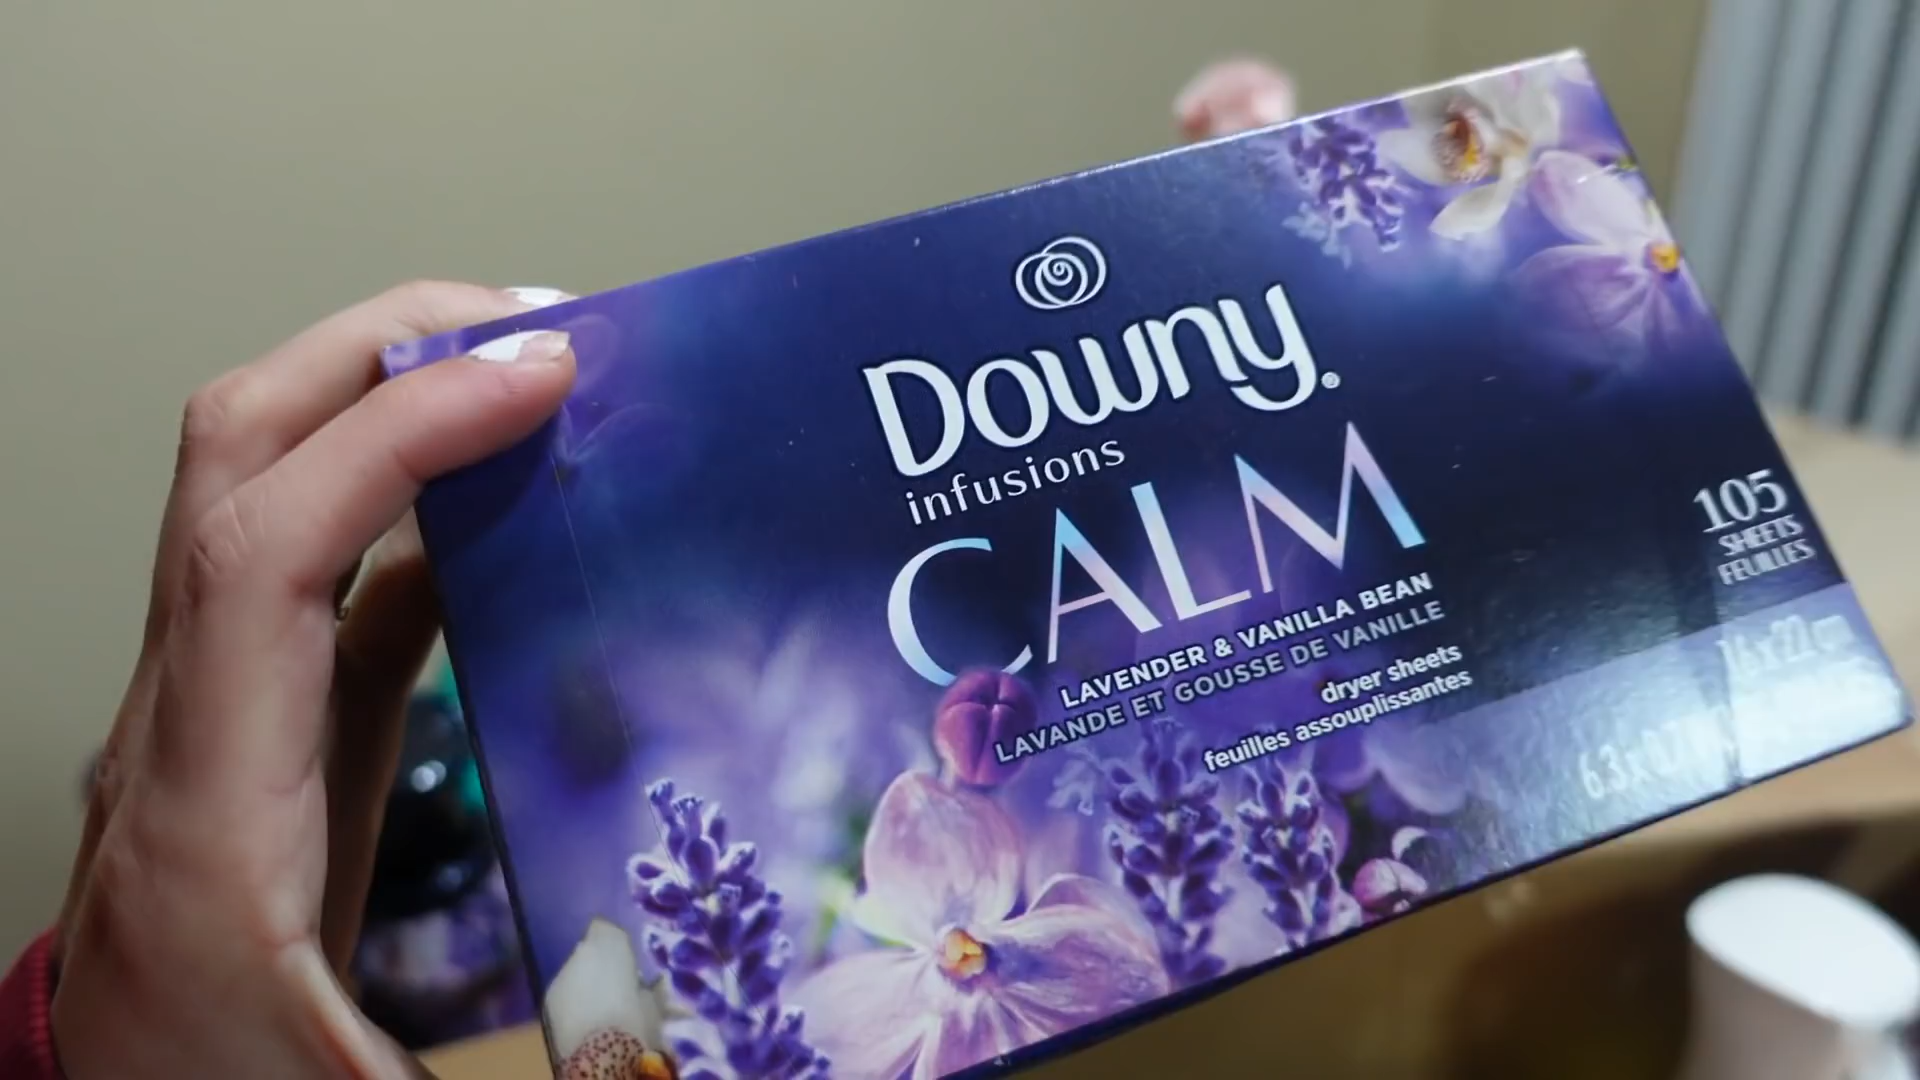 Downy
infusions
CALM
LAVENDER & VANILLA BEAN
LAVANDE ET GOUSSE DE VANILLE
dryer sheets
feuilles assouplissantes
105
SHEETS
FEUILLES